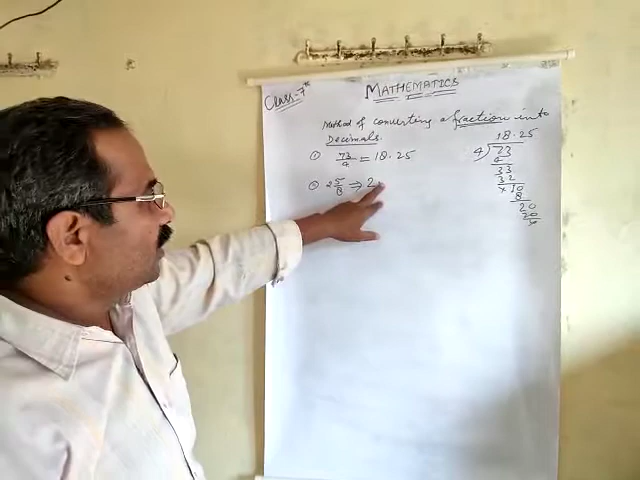 Class-7th
MATHEMATICS
Method of converting a fraction into
Decimals.
① 73/4 = 18.25
② 25/8 ⇒ 2
18.25
4)73
4
33
32
×10
8
20
20